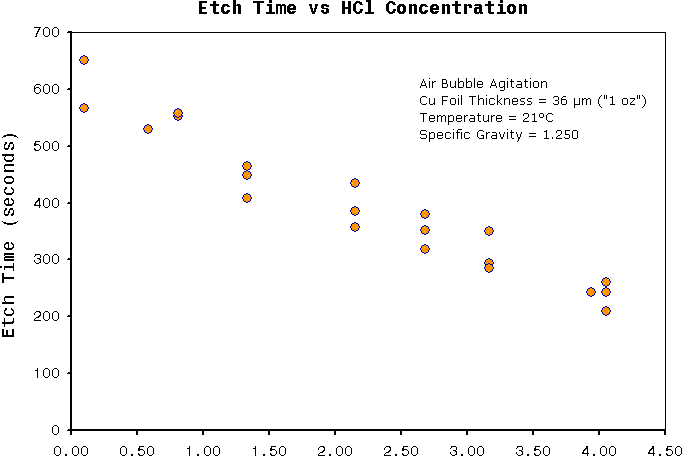 Etch Time vs HCl Concentration
700
600
500
400
300
200
100
0
Etch Time (seconds)
Air Bubble Agitation
Cu Foil Thickness = 36 µm ("1 oz")
Temperature = 21°C
Specific Gravity = 1.250
0.00 0.50 1.00 1.50 2.00 2.50 3.00 3.50 4.00 4.50